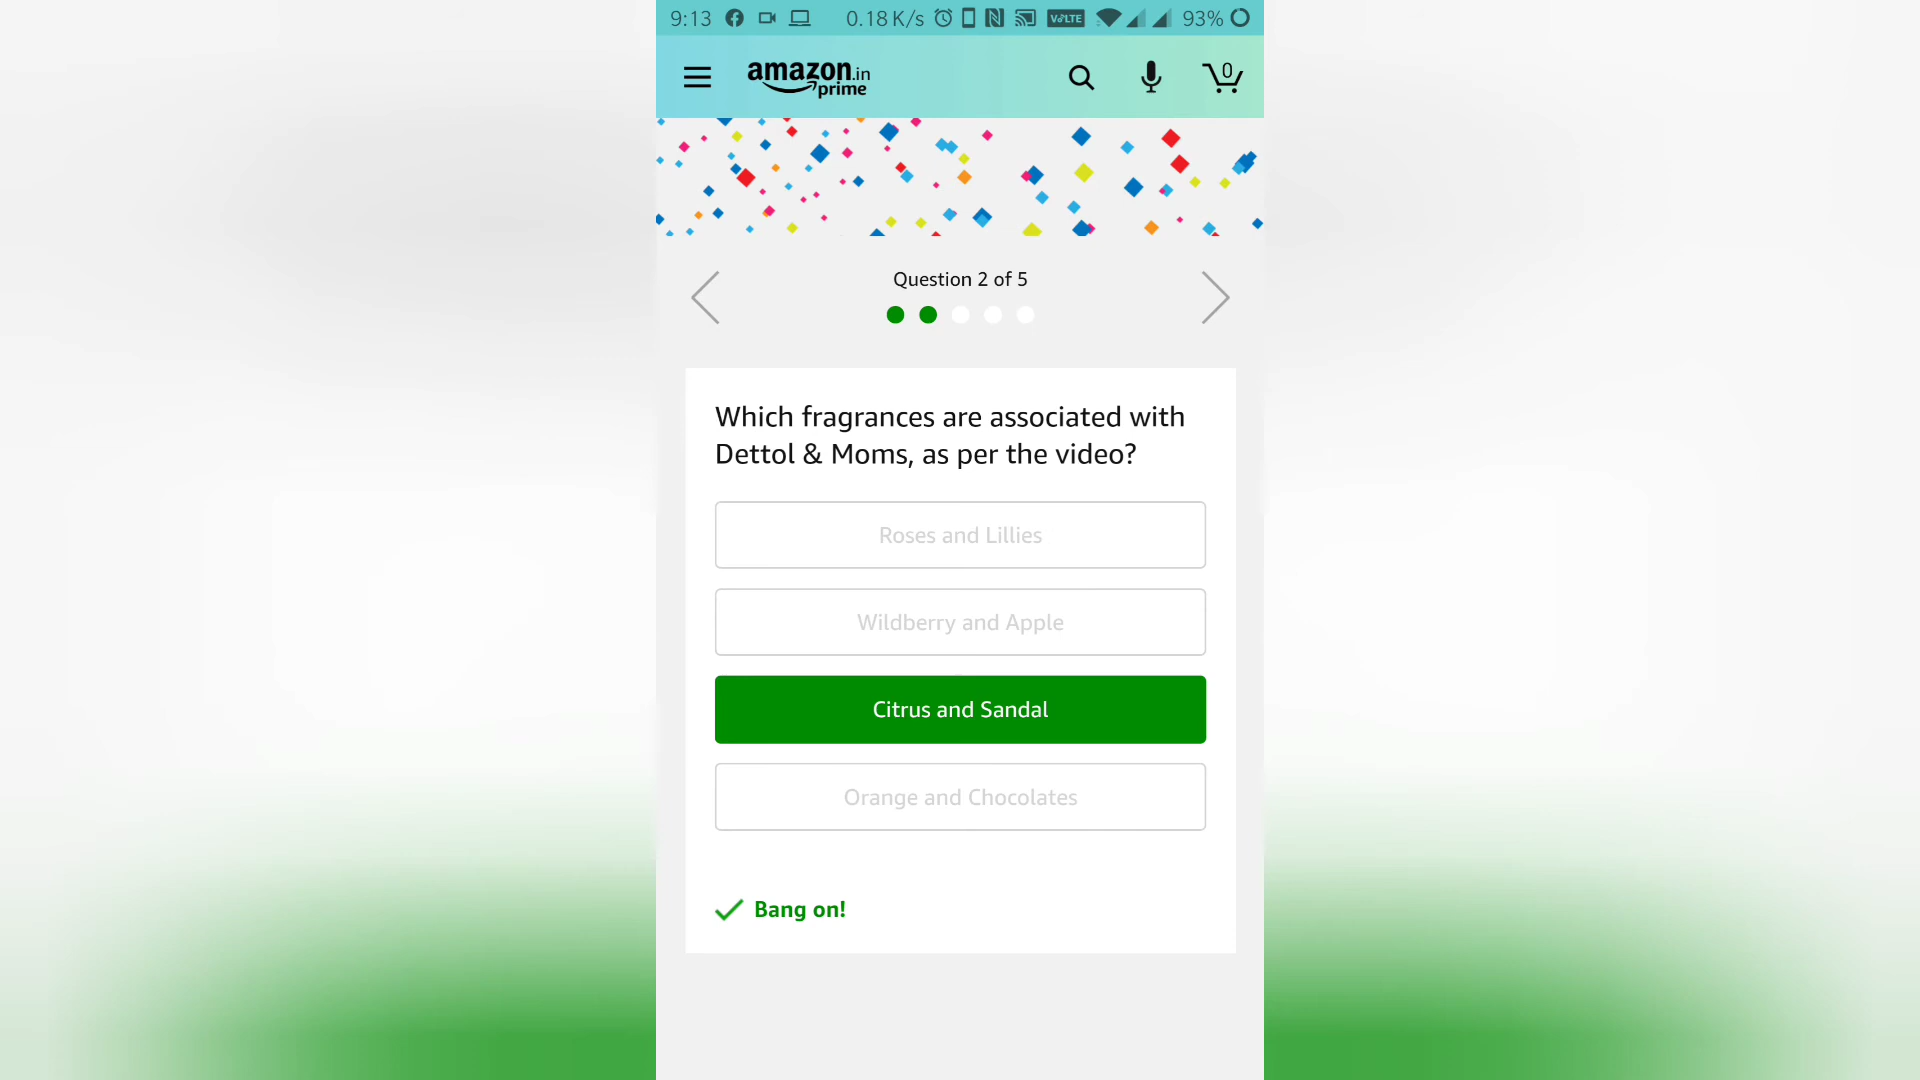 9:13 0.18 K/s VoLTE 93%
amazon.in
prime
0
Question 2 of 5
Which fragrances are associated with
Dettol & Moms, as per the video?
Roses and Lillies
Wildberry and Apple
Citrus and Sandal
Orange and Chocolates
Bang on!